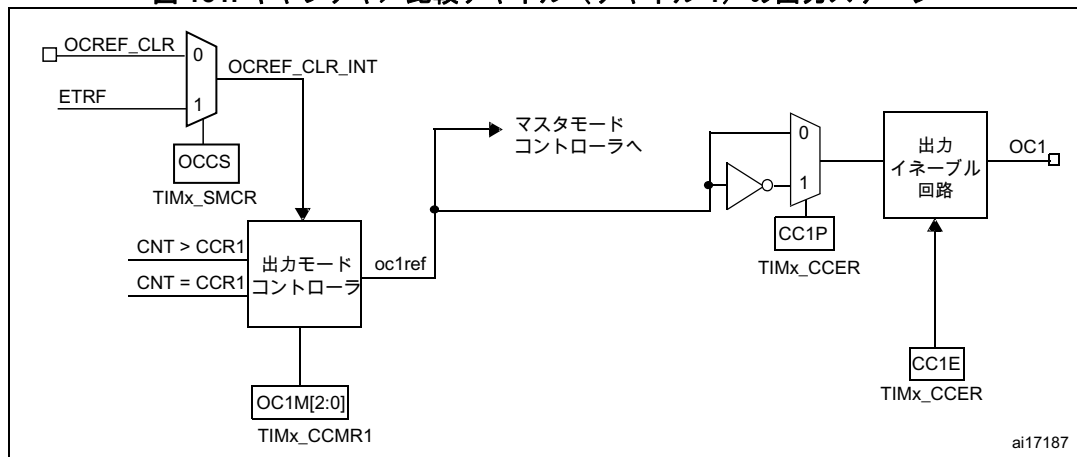 OCREF_CLR
0
OCREF_CLR_INT
ETRF
1
OCCS
TIMx_SMCR
マスタモード
コントローラへ
0
1
出力
イネーブル
回路
OC1
CC1P
TIMx_CCER
CNT > CCR1
CNT = CCR1
出力モード
コントローラ
oc1ref
CC1E
TIMx_CCER
OC1M[2:0]
TIMx_CCMR1
ai17187